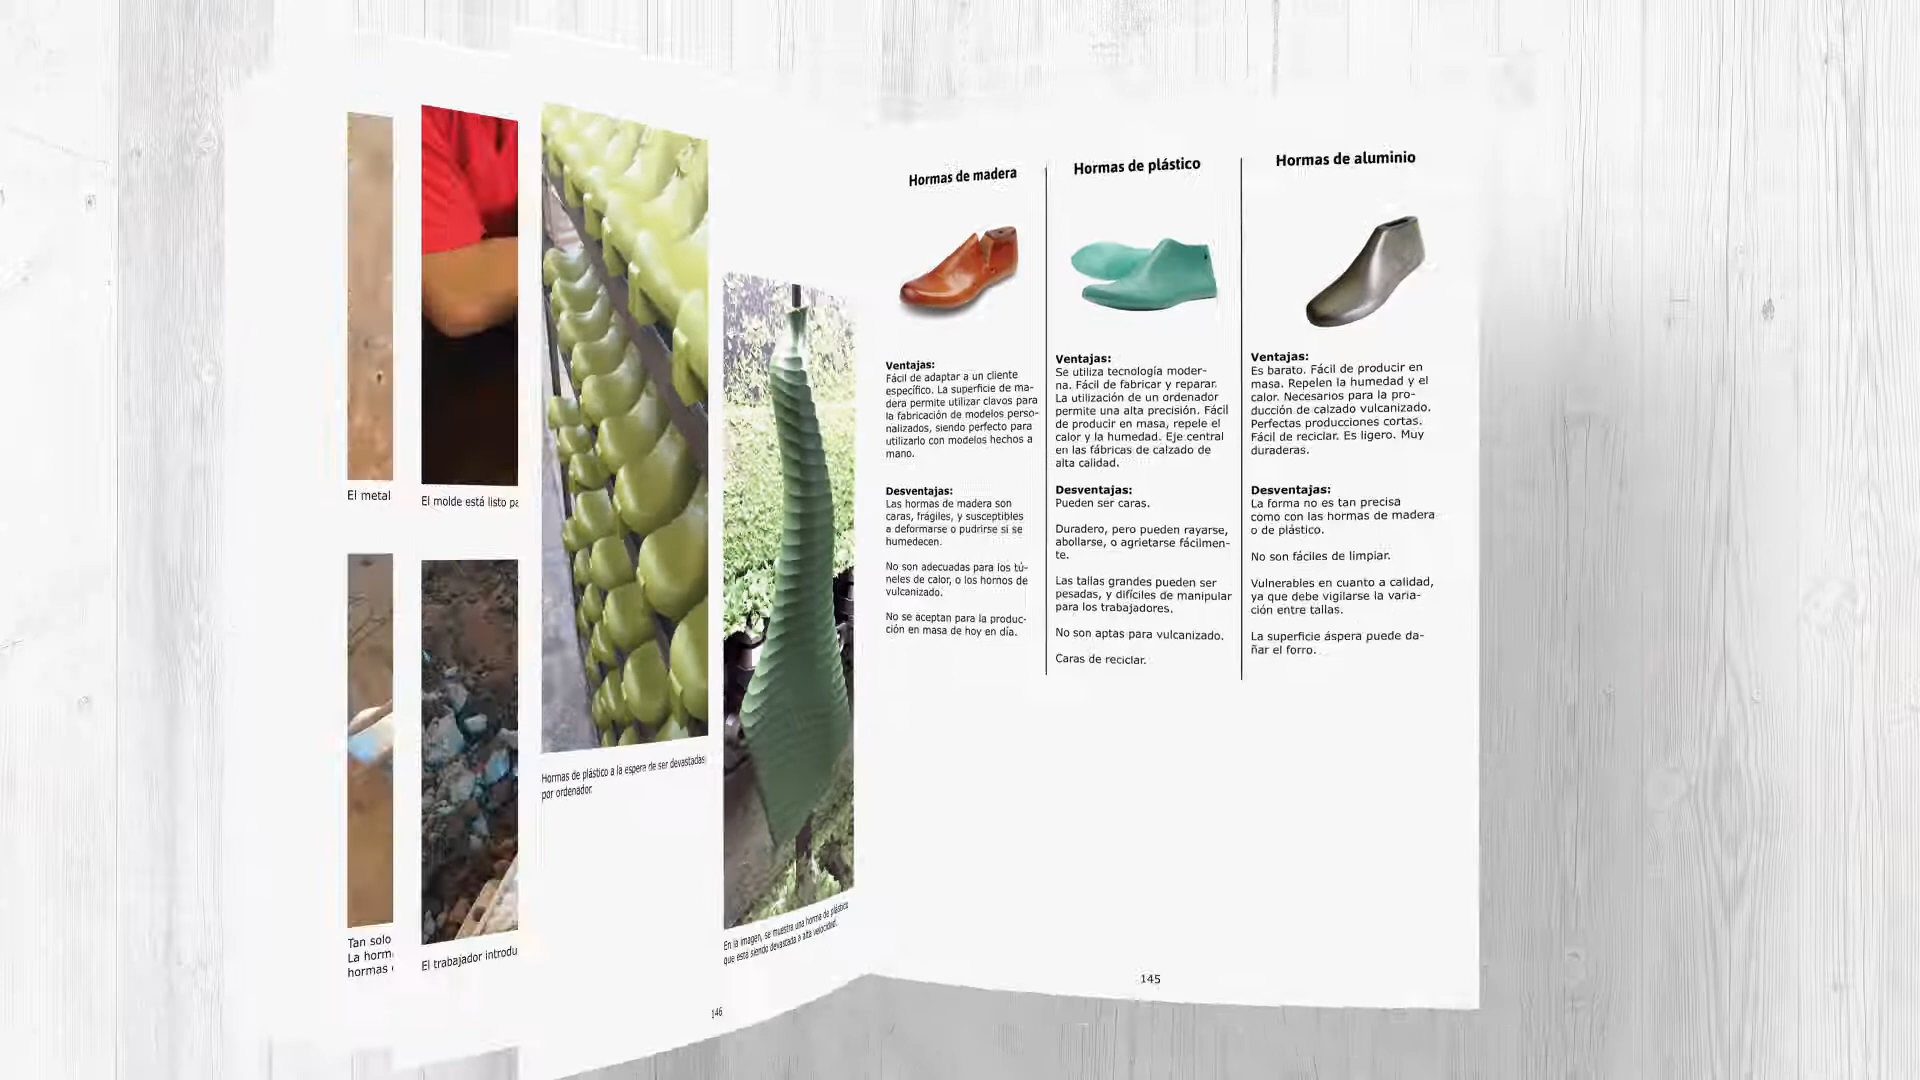 El metal
El molde está listo pa
Tan solo
La horm
hormas
El trabajador introdu
Hormas de plástico a la espera de ser devastadas
por ordenador.
En la imagen, se muestra una horma de plástico
que está siendo devastada a alta velocidad.
146
Hormas de madera
Ventajas:
Fácil de adaptar a un cliente
específico. La superficie de ma-
dera permite utilizar clavos para
la fabricación de modelos perso-
nalizados, siendo perfecto para
utilizarlo con modelos hechos a
mano.
Desventajas:
Las hormas de madera son
caras, frágiles, y susceptibles
a deformarse o pudrirse si se
humedecen.
No son adecuadas para los tú-
neles de calor, o los hornos de
vulcanizado.
No se aceptan para la produc-
ción en masa de hoy en día.
Hormas de plástico
Ventajas:
Se utiliza tecnología moder-
na. Fácil de fabricar y reparar.
La utilización de un ordenador
permite una alta precisión. Fácil
de producir en masa, repele el
calor y la humedad. Eje central
en las fábricas de calzado de
alta calidad.
Desventajas:
Pueden ser caras.
Duradero, pero pueden rayarse,
abollarse, o agrietarse fácilmen-
te.
Las tallas grandes pueden ser
pesadas, y difíciles de manipular
para los trabajadores.
No son aptas para vulcanizado.
Caras de reciclar.
Hormas de aluminio
Ventajas:
Es barato. Fácil de producir en
masa. Repelen la humedad y el
calor. Necesarios para la pro-
ducción de calzado vulcanizado.
Perfectas producciones cortas.
Fácil de reciclar. Es ligero. Muy
duraderas.
Desventajas:
La forma no es tan precisa
como con las hormas de madera
o de plástico.
No son fáciles de limpiar.
Vulnerables en cuanto a calidad,
ya que debe vigilarse la varia-
ción entre tallas.
La superficie áspera puede da-
ñar el forro.
145